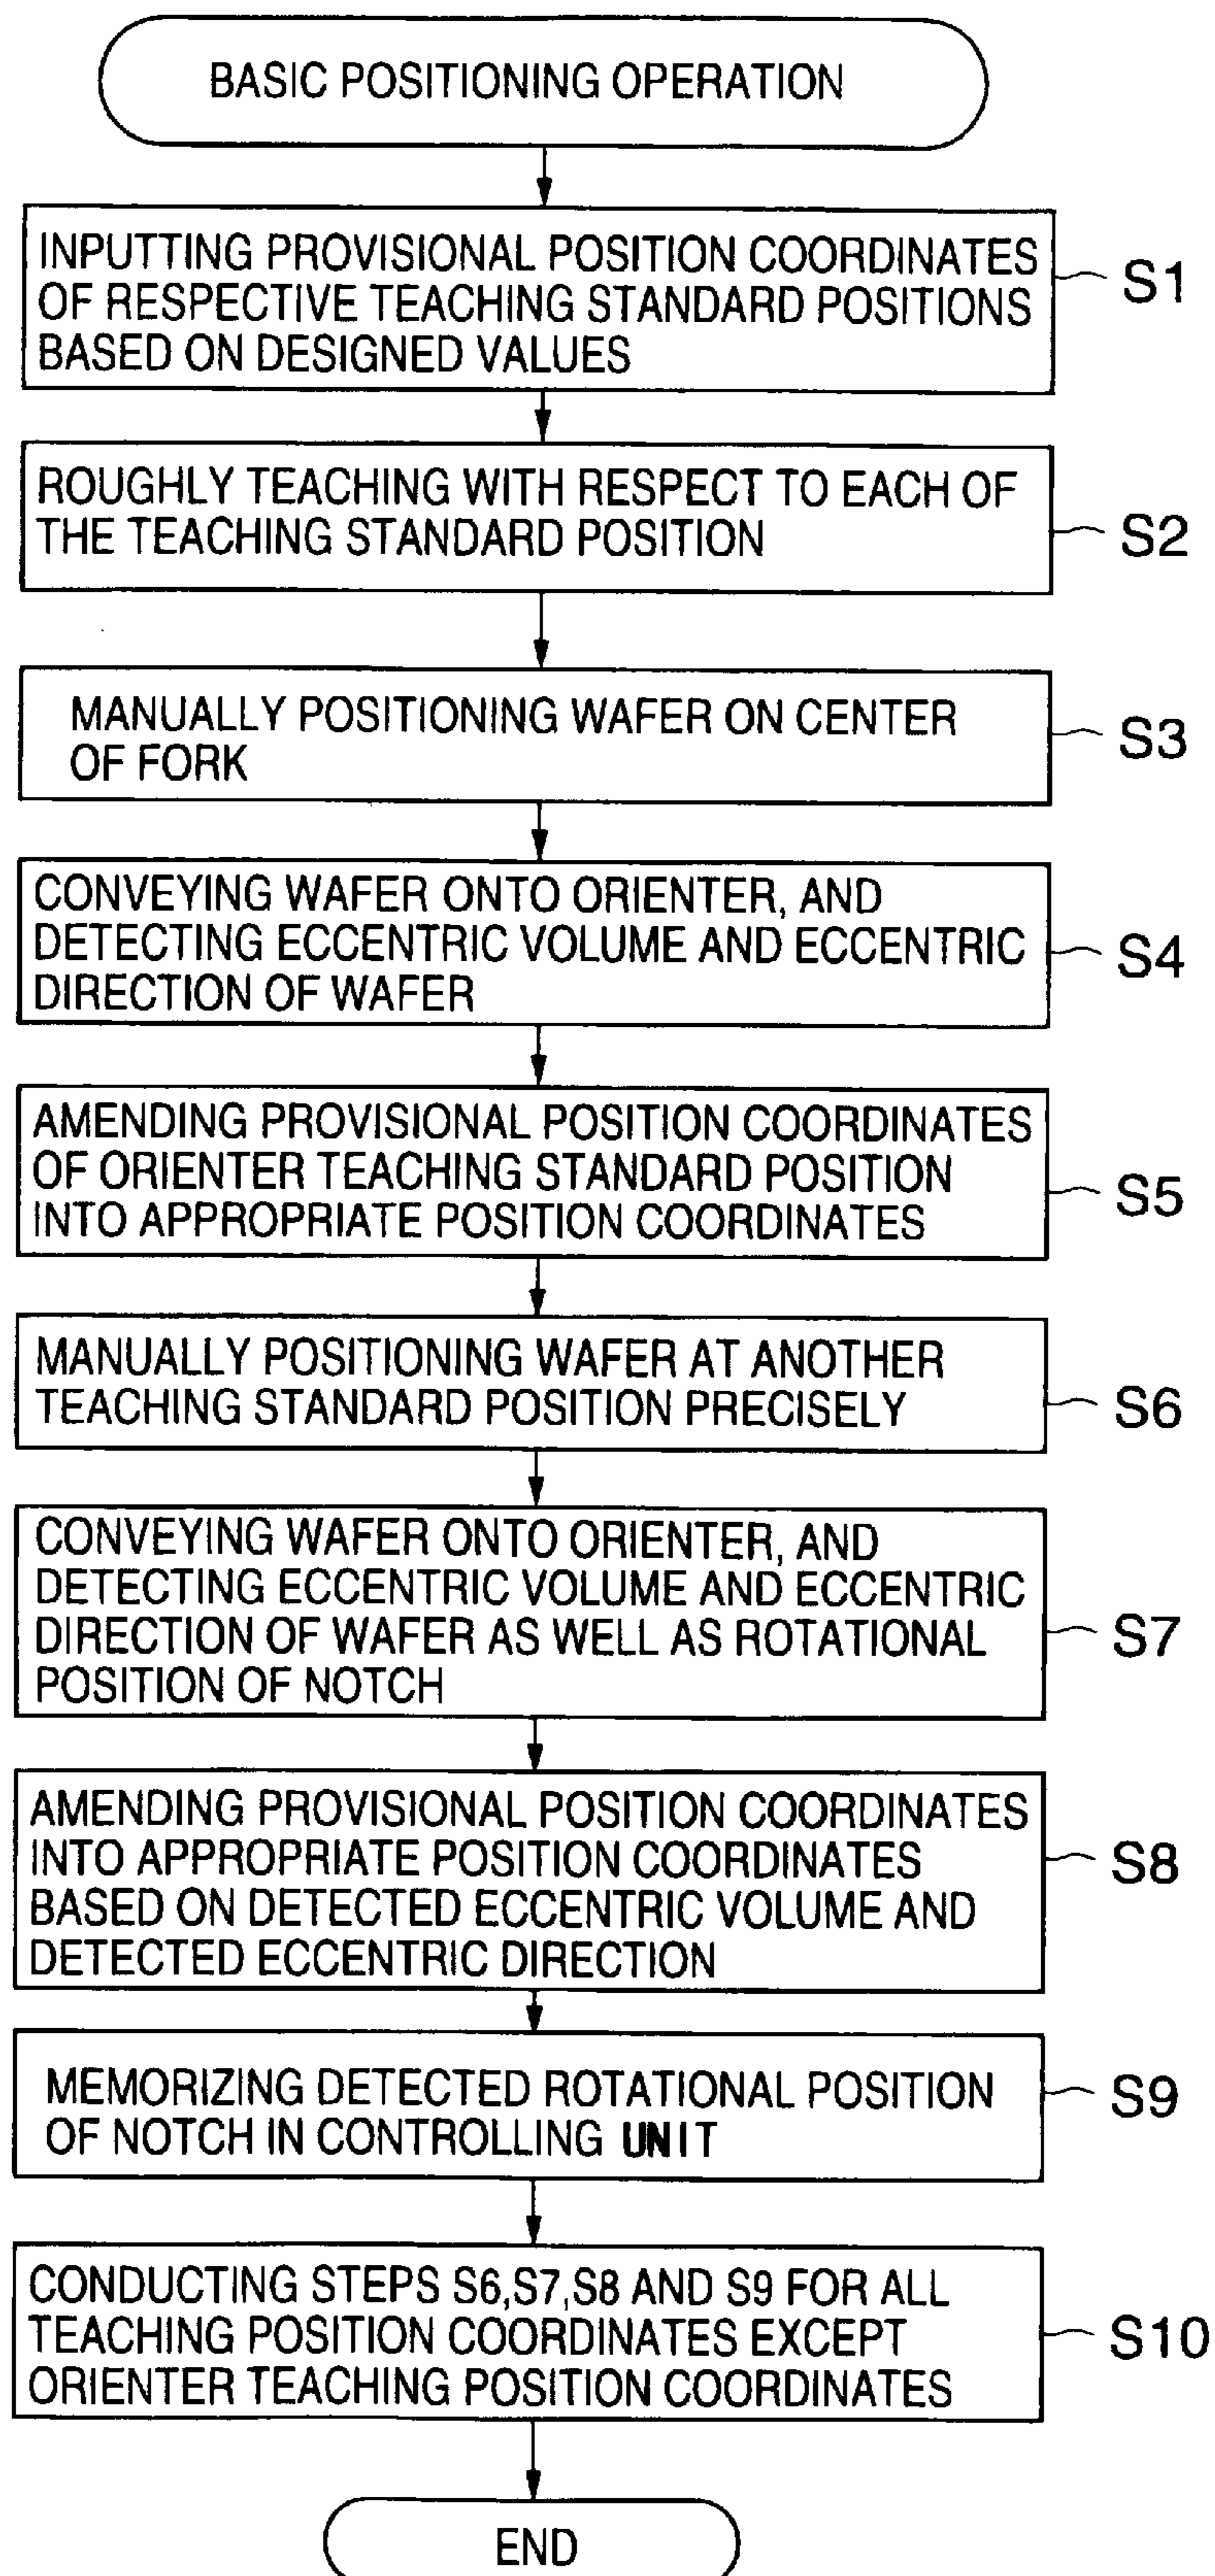 BASIC POSITIONING OPERATION
INPUTTING PROVISIONAL POSITION COORDINATES
OF RESPECTIVE TEACHING STANDARD POSITIONS
BASED ON DESIGNED VALUES
S1
ROUGHLY TEACHING WITH RESPECT TO EACH OF
THE TEACHING STANDARD POSITION
S2
MANUALLY POSITIONING WAFER ON CENTER
OF FORK
S3
CONVEYING WAFER ONTO ORIENTER, AND
DETECTING ECCENTRIC VOLUME AND ECCENTRIC
DIRECTION OF WAFER
S4
AMENDING PROVISIONAL POSITION COORDINATES
OF ORIENTER TEACHING STANDARD POSITION
INTO APPROPRIATE POSITION COORDINATES
S5
MANUALLY POSITIONING WAFER AT ANOTHER
TEACHING STANDARD POSITION PRECISELY
S6
CONVEYING WAFER ONTO ORIENTER, AND
DETECTING ECCENTRIC VOLUME AND ECCENTRIC
DIRECTION OF WAFER AS WELL AS ROTATIONAL
POSITION OF NOTCH
S7
AMENDING PROVISIONAL POSITION COORDINATES
INTO APPROPRIATE POSITION COORDINATES
BASED ON DETECTED ECCENTRIC VOLUME AND
DETECTED ECCENTRIC DIRECTION
S8
MEMORIZING DETECTED ROTATIONAL POSITION
OF NOTCH IN CONTROLLING UNIT
S9
CONDUCTING STEPS S6,S7,S8 AND S9 FOR ALL
TEACHING POSITION COORDINATES EXCEPT
ORIENTER TEACHING POSITION COORDINATES
S10
END